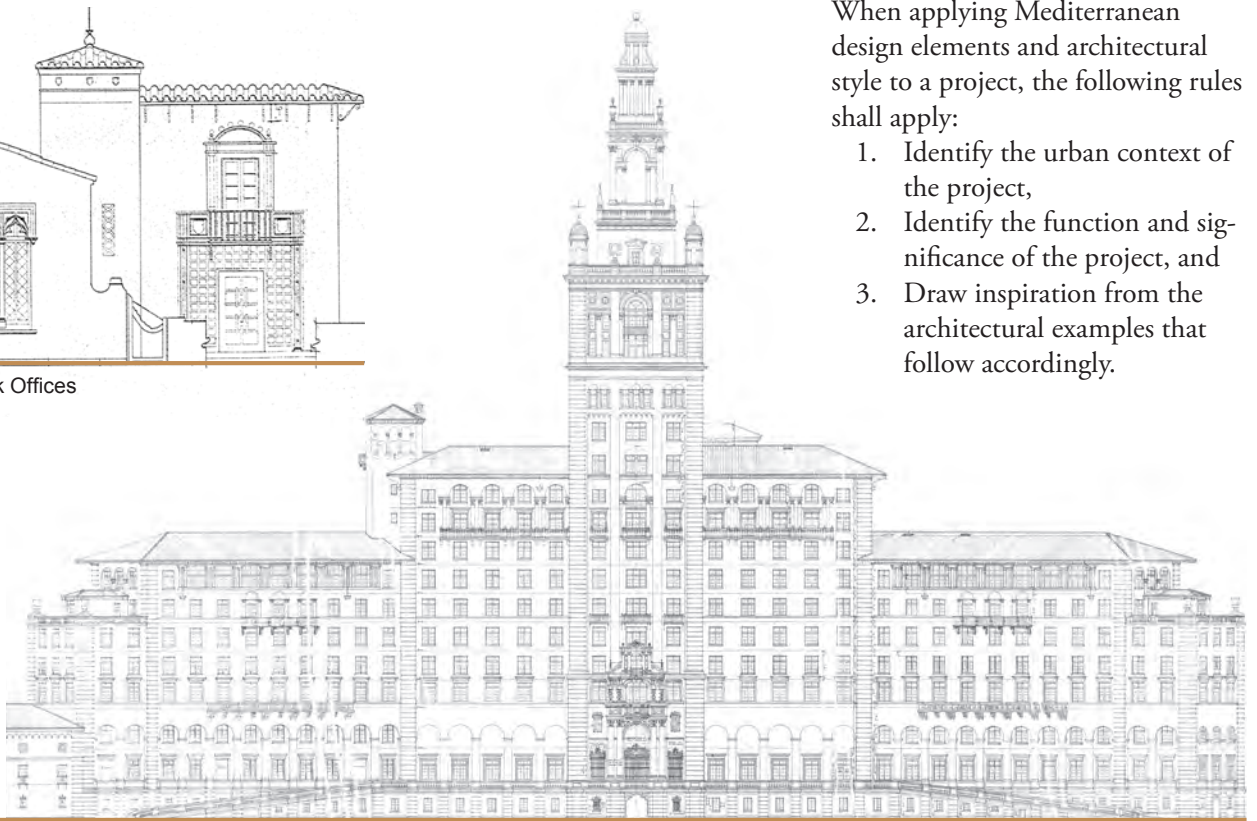 When applying Mediterranean
design elements and architectural
style to a project, the following rules
shall apply:
1. Identify the urban context of
the project,
2. Identify the function and sig-
nificance of the project, and
3. Draw inspiration from the
architectural examples that
follow accordingly.
Offices